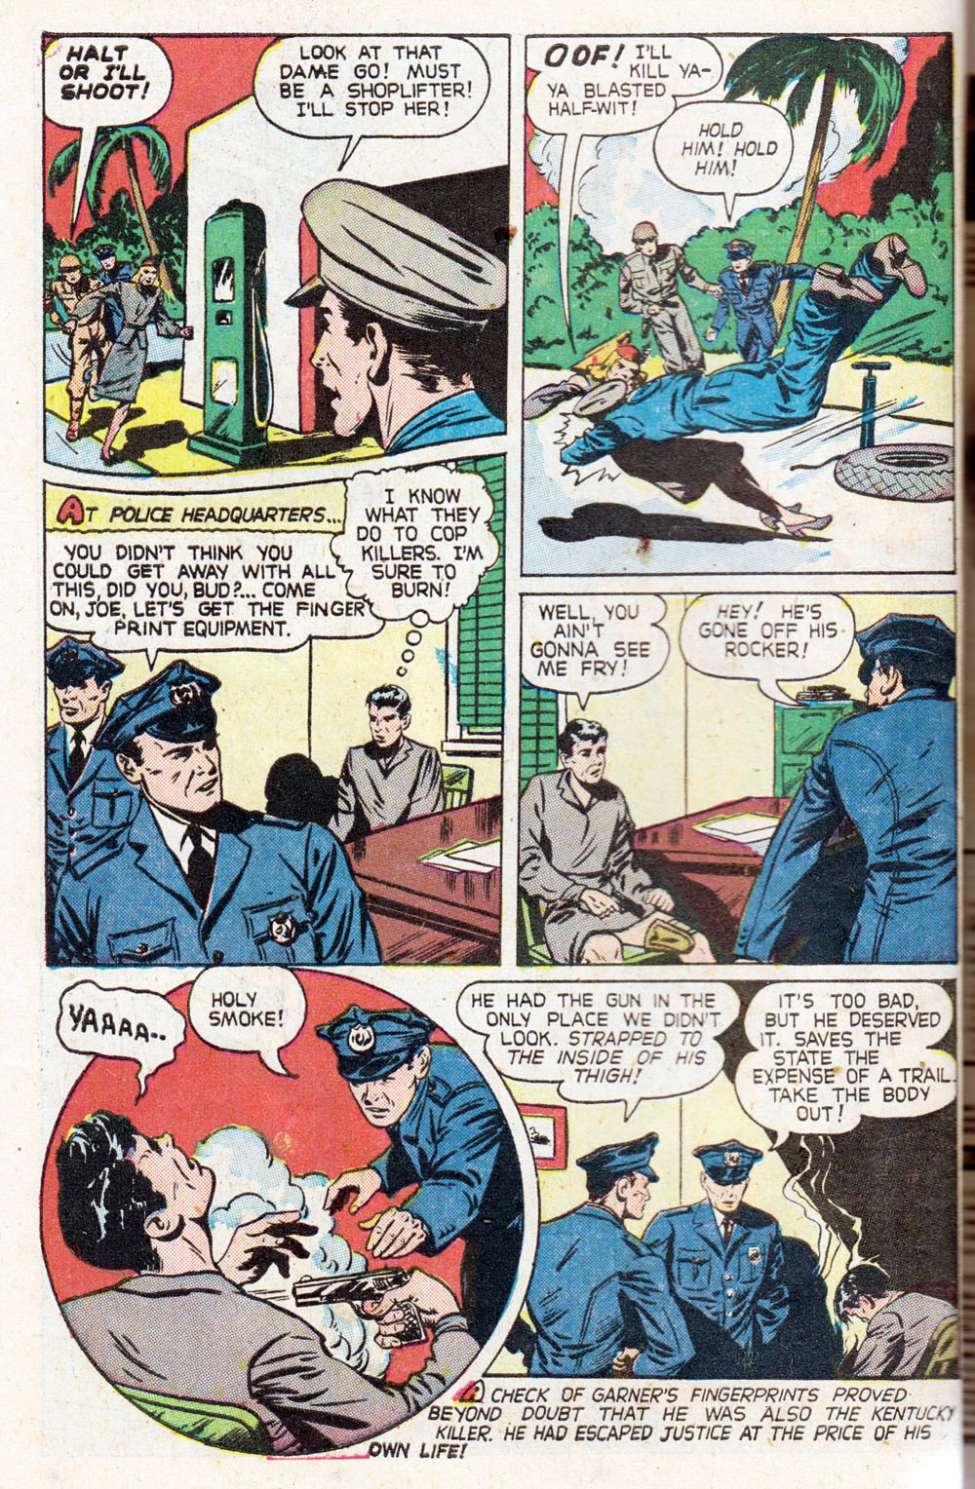 HALT
OR I'LL
SHOOT!
LOOK AT THAT
DAME GO! MUST
BE A SHOPLIFTER!
I'LL STOP HER!
OOF! I'LL
KILL YA-
YA BLASTED
HALF-WIT!
HOLD
HIM! HOLD
HIM!
AT POLICE HEADQUARTERS...
YOU DIDN'T THINK YOU
COULD GET AWAY WITH ALL
THIS, DID YOU, BUD?... COME
ON, JOE, LET'S GET THE FINGER
PRINT EQUIPMENT.
I KNOW
WHAT THEY
DO TO COP
KILLERS. I'M
SURE TO
BURN!
WELL, YOU
AIN'T
GONNA SEE
ME FRY!
HEY! HE'S
GONE OFF HIS
ROCKER!
YAAAA..
HOLY
SMOKE!
HE HAD THE GUN IN THE
ONLY PLACE WE DIDN'T
LOOK. STRAPPED TO
THE INSIDE OF HIS
THIGH!
IT'S TOO BAD,
BUT HE DESERVED
IT. SAVES THE
STATE THE
EXPENSE OF A TRAIL.
TAKE THE BODY
OUT!
A CHECK OF GARNER'S FINGERPRINTS PROVED
BEYOND DOUBT THAT HE WAS ALSO THE KENTUCKY
KILLER. HE HAD ESCAPED JUSTICE AT THE PRICE OF HIS
OWN LIFE!